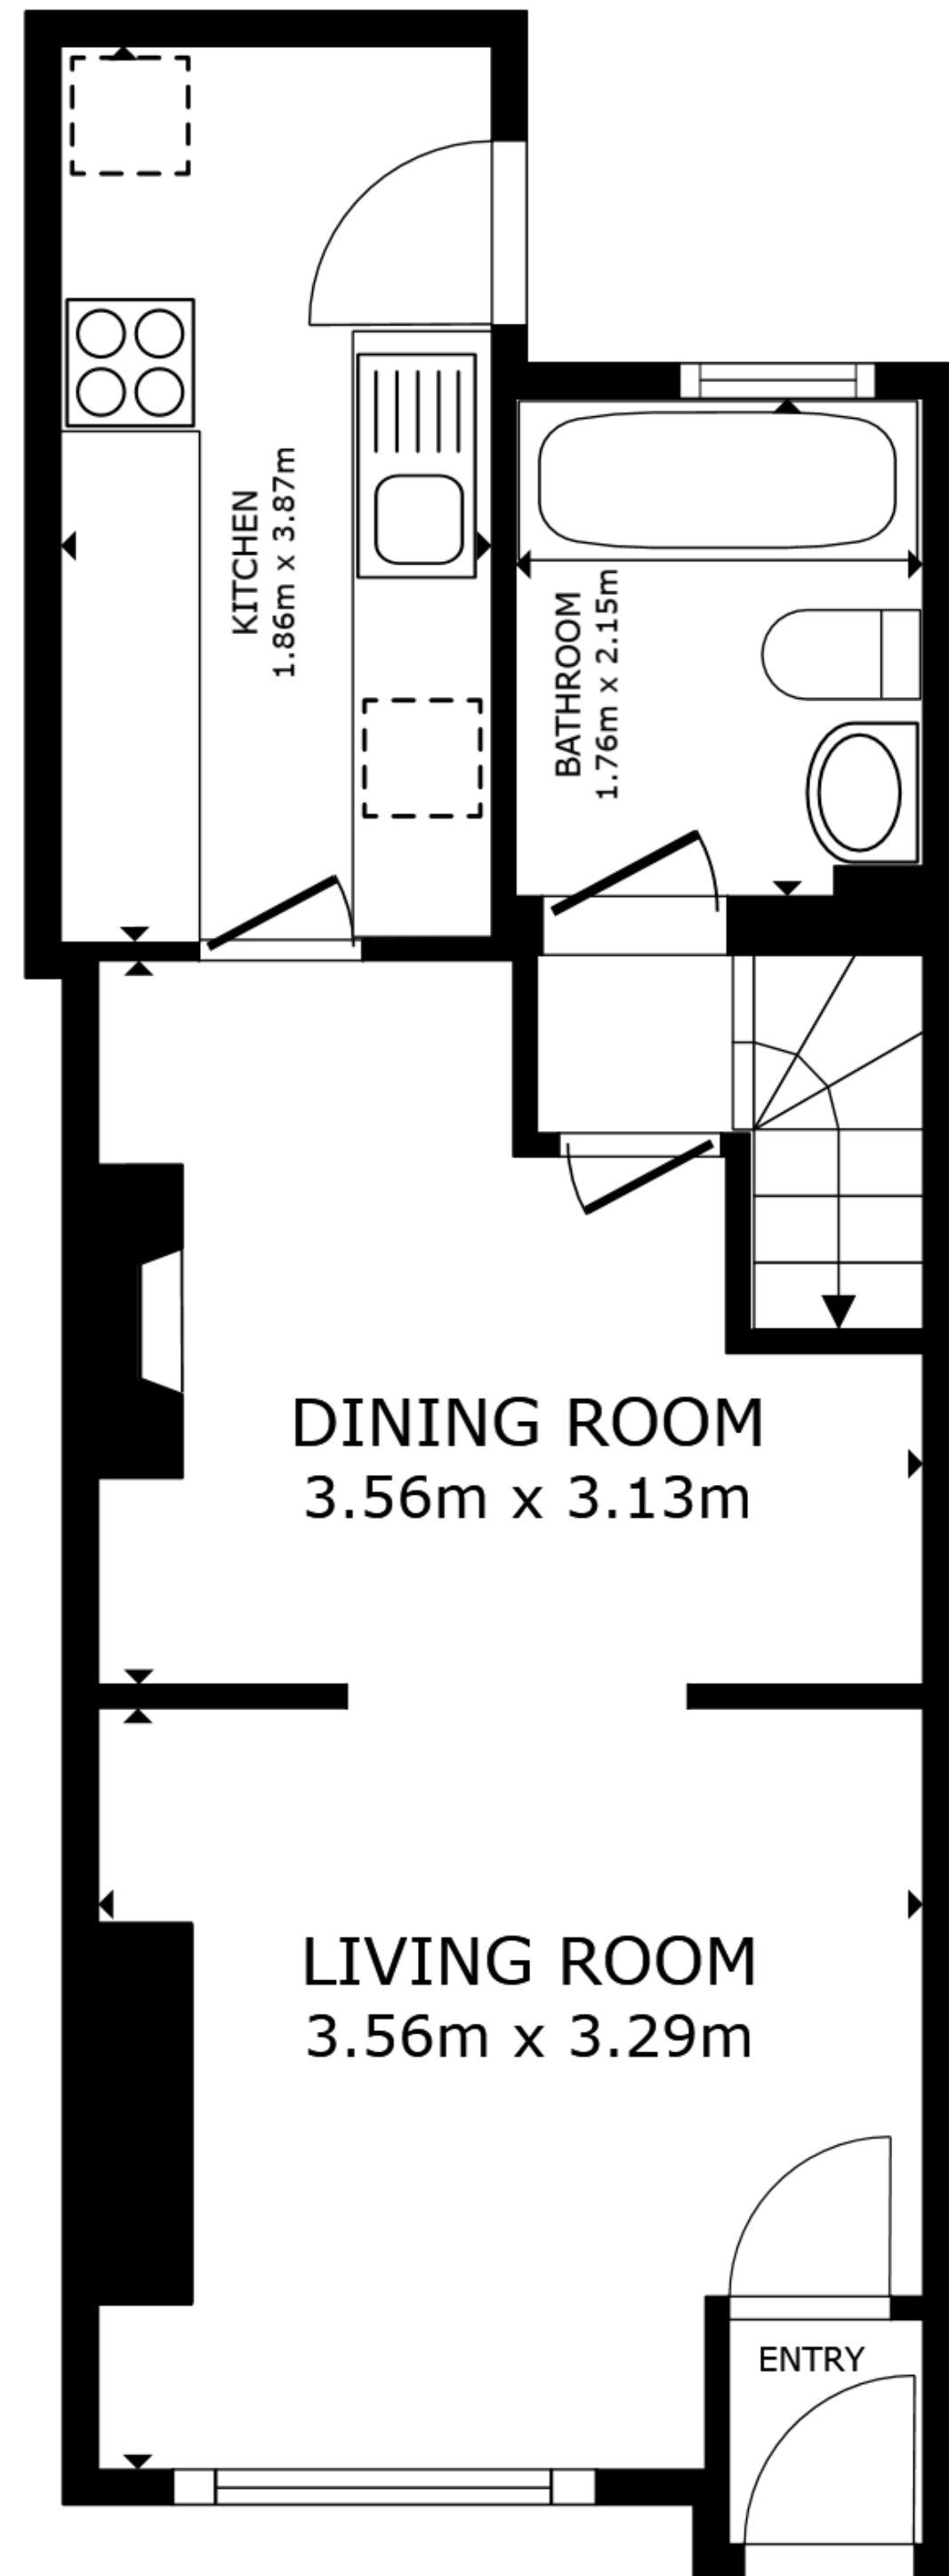 KITCHEN
1.86m x 3.87m
BATHROOM
1.76m x 2.15m
DINING ROOM
3.56m x 3.13m
LIVING ROOM
3.56m x 3.29m
ENTRY